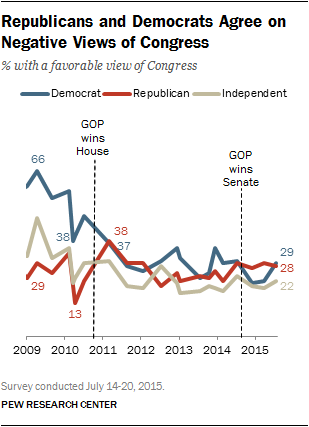 Republicans and Democrats Agree on
Negative Views of Congress
% with a favorable view of Congress
Democrat Republican Independent
GOP
wins
House
GOP
wins
Senate
66
38
38
37
29
13
29
28
22
2009 2010 2011 2012 2013 2014 2015
Survey conducted July 14-20, 2015.
PEW RESEARCH CENTER